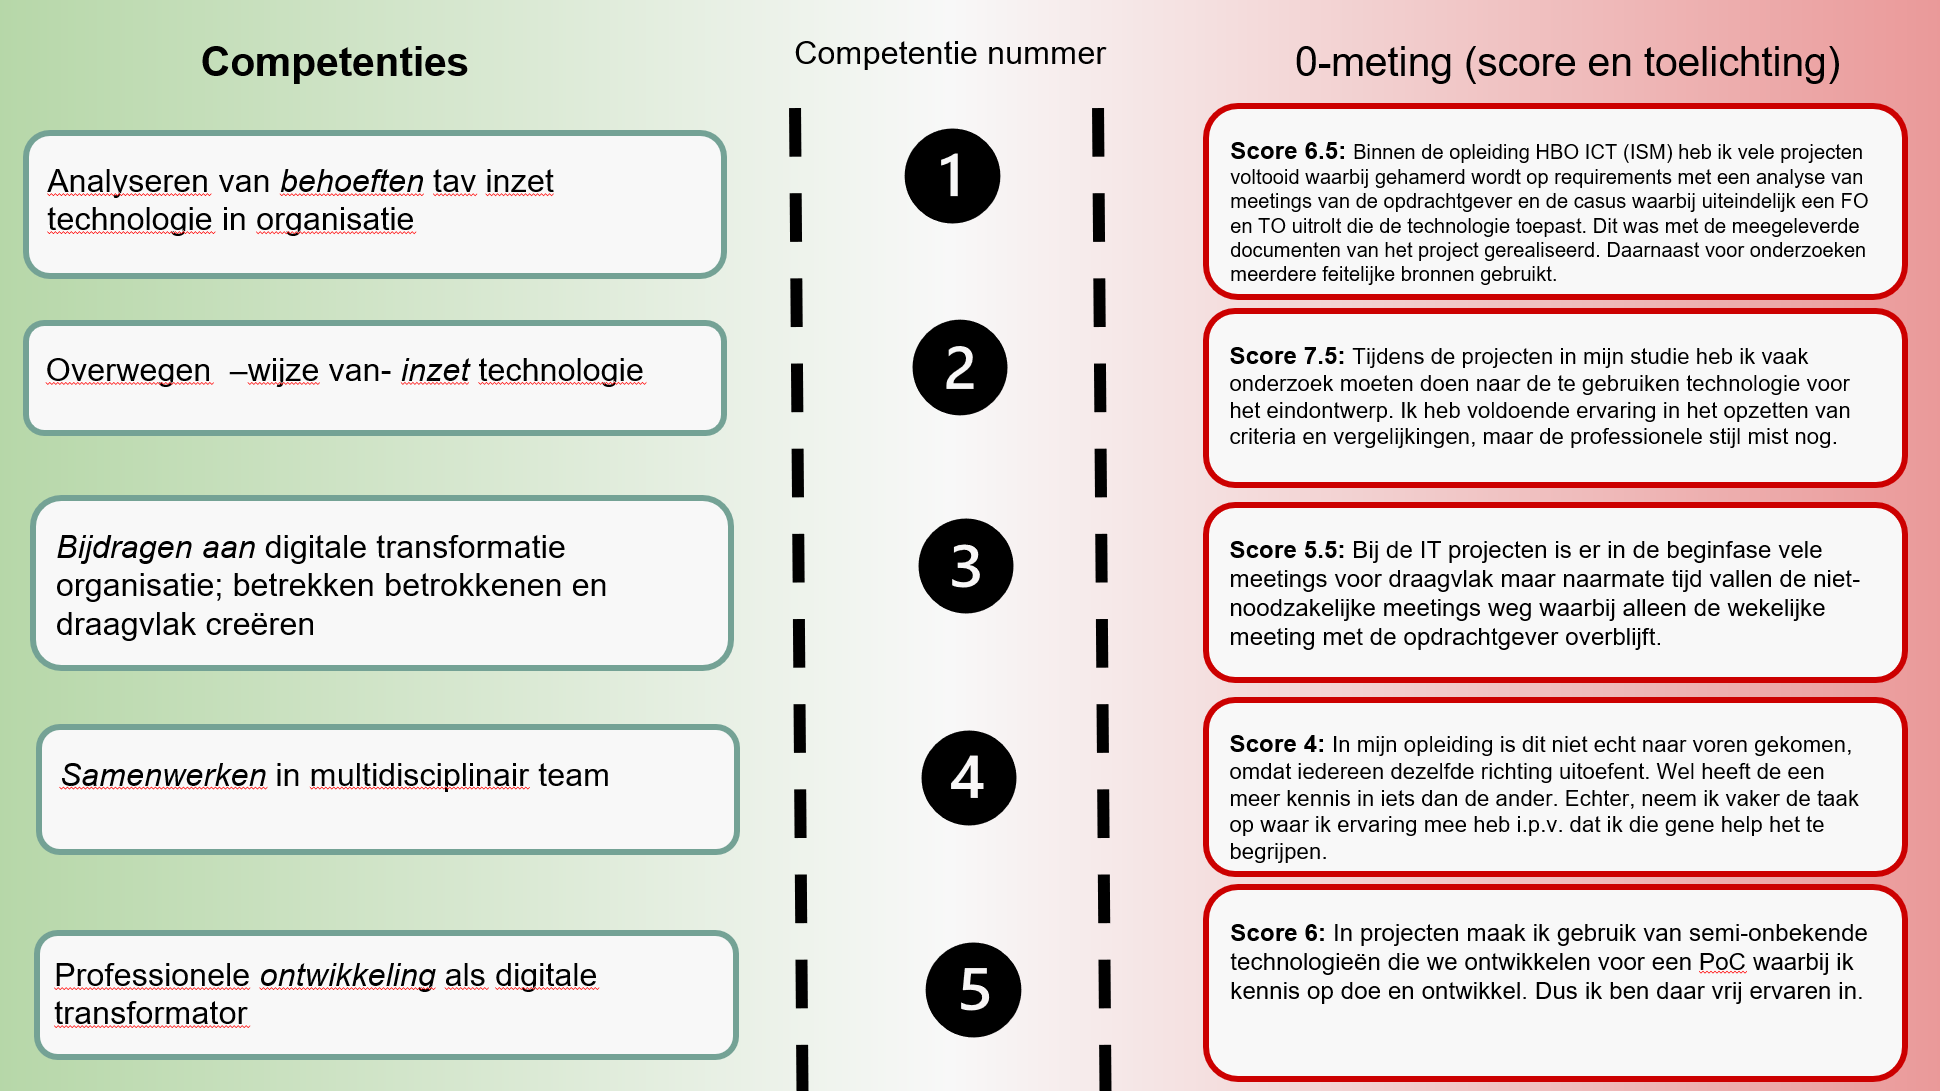 Competenties
Competentie nummer
0-meting (score en toelichting)
Analyseren van behoeften tav inzet
technologie in organisatie
1
Score 6.5: Binnen de opleiding HBO ICT (ISM) heb ik vele projecten
voltooid waarbij gehamerd wordt op requirements met een analyse van
meetings van de opdrachtgever en de casus waarbij uiteindelijk een FO
en TO uitrolt die de technologie toepast. Dit was met de meegeleverde
documenten van het project gerealiseerd. Daarnaast voor onderzoeken
meerdere feitelijke bronnen gebruikt.
Overwegen –wijze van- inzet technologie
2
Score 7.5: Tijdens de projecten in mijn studie heb ik vaak
onderzoek moeten doen naar de te gebruiken technologie voor
het eindontwerp. Ik heb voldoende ervaring in het opzetten van
criteria en vergelijkingen, maar de professionele stijl mist nog.
Bijdragen aan digitale transformatie
organisatie; betrekken betrokkenen en
draagvlak creëren
3
Score 5.5: Bij de IT projecten is er in de beginfase vele
meetings voor draagvlak maar naarmate tijd vallen de niet-
noodzakelijke meetings weg waarbij alleen de wekelijke
meeting met de opdrachtgever overblijft.
Samenwerken in multidisciplinair team
4
Score 4: In mijn opleiding is dit niet echt naar voren gekomen,
omdat iedereen dezelfde richting uitoefent. Wel heeft de een
meer kennis in iets dan de ander. Echter, neem ik vaker de taak
op waar ik ervaring mee heb i.p.v. dat ik die gene help het te
begrijpen.
Professionele ontwikkeling als digitale
transformator
5
Score 6: In projecten maak ik gebruik van semi-onbekende
technologieën die we ontwikkelen voor een PoC waarbij ik
kennis op doe en ontwikkel. Dus ik ben daar vrij ervaren in.